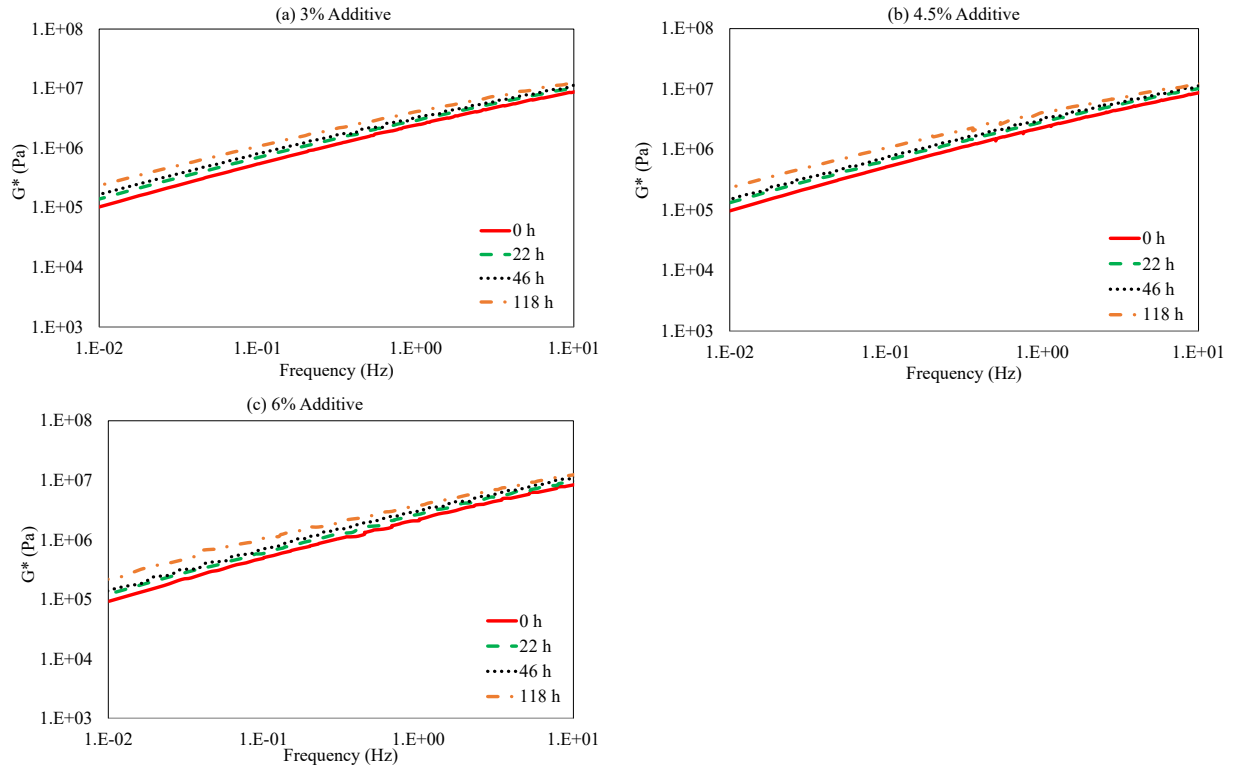 (a) 3% Additive
1.E+08
1.E+07
1.E+06
1.E+05
1.E+04
1.E+03
G* (Pa)
0 h
22 h
46 h
118 h
1.E-02 1.E-01 1.E+00 1.E+01
Frequency (Hz)
(b) 4.5% Additive
1.E+08
1.E+07
1.E+06
1.E+05
1.E+04
1.E+03
G* (Pa)
0 h
22 h
46 h
118 h
1.E-02 1.E-01 1.E+00 1.E+01
Frequency (Hz)
(c) 6% Additive
1.E+08
1.E+07
1.E+06
1.E+05
1.E+04
1.E+03
G* (Pa)
0 h
22 h
46 h
118 h
1.E-02 1.E-01 1.E+00 1.E+01
Frequency (Hz)